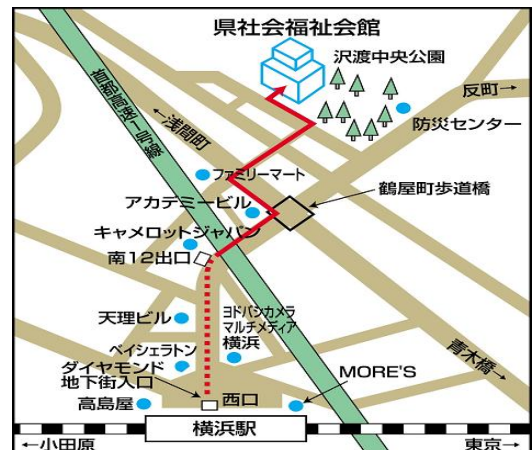 県社会福祉会館
沢渡中央公園
反町→
←浅間町
首都高速1号線
防災センター
ファミリーマート
鶴屋町歩道橋
アカデミービル
キャメロットジャパン
南12出口
天理ビル
ヨドバシカメラ
マルチメディア
横浜
ベイシェラトン
ダイヤモンド
地下街入口
青木橋→
MORE'S
高島屋
西口
横浜駅
←小田原
東京→